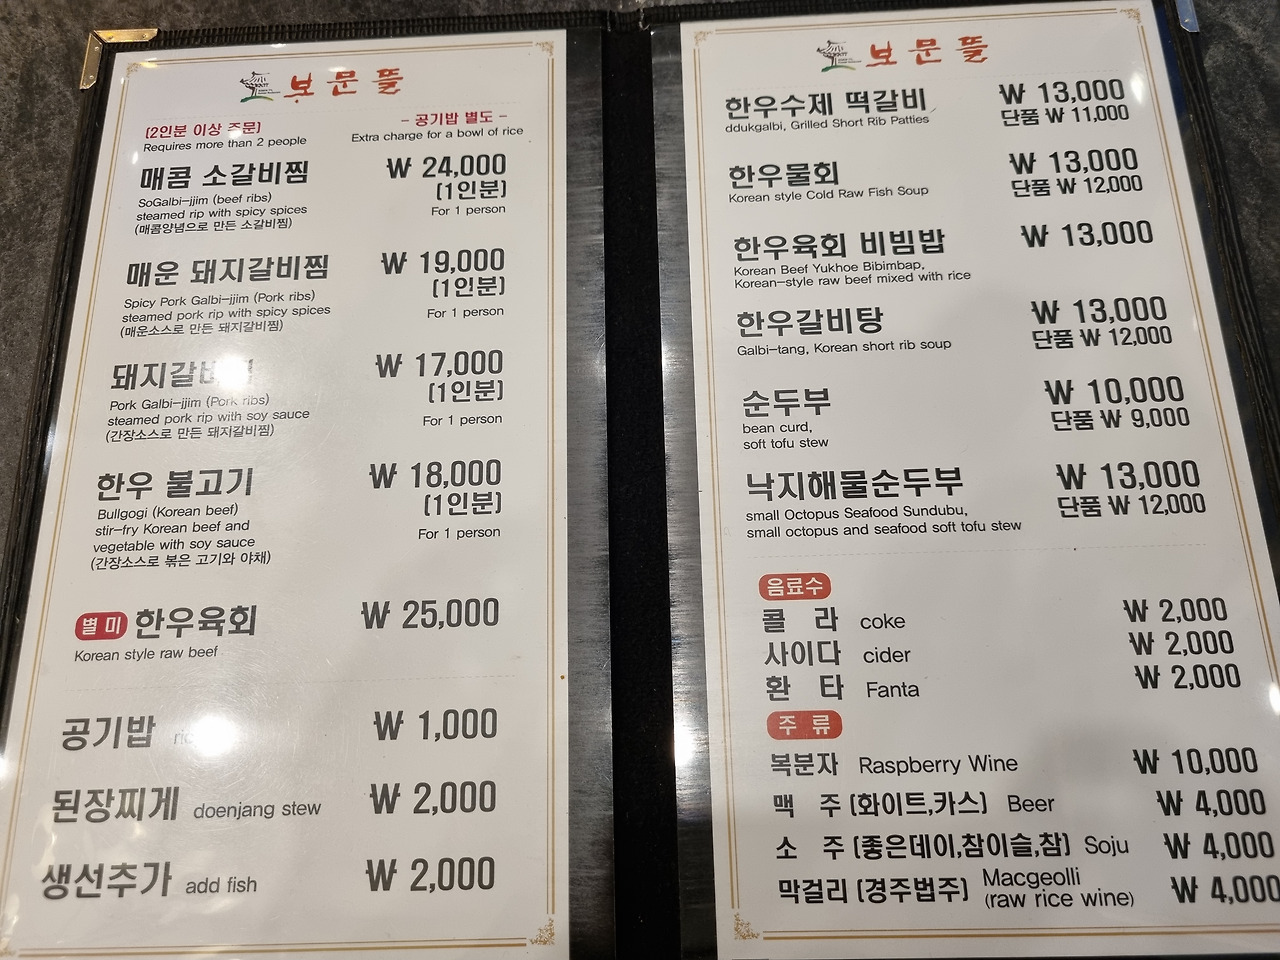 보문뜰
[2인분 이상 주문]
Requires more than 2 people
- 공기밥 별도 -
Extra charge for a bowl of rice
매콤 소갈비찜 ₩ 24,000
SoGalbi-jjim (beef ribs) [1인분]
steamed rip with spicy spices For 1 person
(매콤양념으로 만든 소갈비찜)
매운 돼지갈비찜 ₩ 19,000
Spicy Pork Galbi-jjim (Pork ribs) [1인분]
steamed pork rip with spicy spices For 1 person
(매운소스로 만든 돼지갈비찜)
돼지갈비 ₩ 17,000
Pork Galbi-jjim (Pork ribs) [1인분]
steamed pork rip with soy sauce For 1 person
(간장소스로 만든 돼지갈비찜)
한우 불고기 ₩ 18,000
Bullgogi (Korean beef) [1인분]
stir-fry Korean beef and For 1 person
vegetable with soy sauce
(간장소스로 볶은 고기와 야채)
별미 한우육회 ₩ 25,000
Korean style raw beef
공기밥 ₩ 1,000
된장찌게 doenjang stew ₩ 2,000
생선추가 add fish ₩ 2,000
보문뜰
한우수제 떡갈비 ₩ 13,000
ddukgalbi, Grilled Short Rib Patties 단품 ₩ 11,000
한우물회 ₩ 13,000
Korean style Cold Raw Fish Soup 단품 ₩ 12,000
한우육회 비빔밥 ₩ 13,000
Korean Beef Yukhoe Bibimbap,
Korean-style raw beef mixed with rice
한우갈비탕 ₩ 13,000
Galbi-tang, Korean short rib soup 단품 ₩ 12,000
순두부 ₩ 10,000
bean curd, 단품 ₩ 9,000
soft tofu stew
낙지해물순두부 ₩ 13,000
small Octopus Seafood Sundubu, 단품 ₩ 12,000
small octopus and seafood soft tofu stew
음료수
콜 라 coke ₩ 2,000
사이다 cider ₩ 2,000
환 타 Fanta ₩ 2,000
주 류
복분자 Raspberry Wine ₩ 10,000
맥 주 [화이트,카스] Beer ₩ 4,000
소 주 [좋은데이,참이슬,참] Soju ₩ 4,000
막걸리 [경주법주] Macgeolli ₩ 4,000
(raw rice wine)